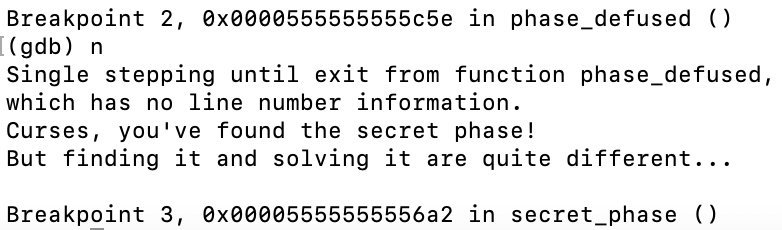 Breakpoint 2, 0x0000555555555c5e in phase_defused ()
(gdb) n
Single stepping until exit from function phase_defused,
which has no line number information.
Curses, you've found the secret phase!
But finding it and solving it are quite different...
Breakpoint 3, 0x00005555555556a2 in secret_phase ()